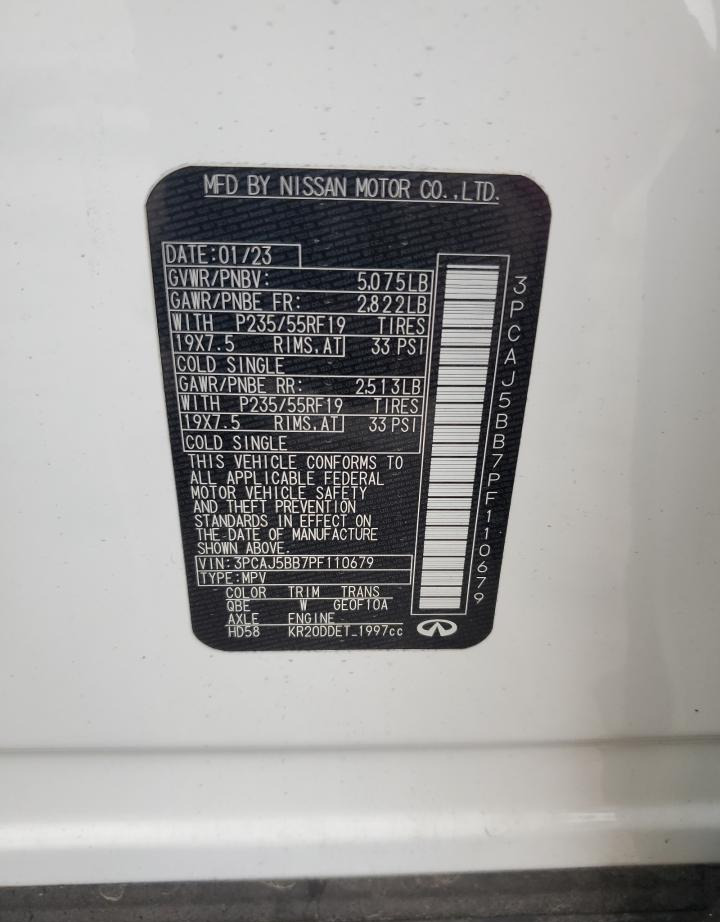 MFD BY NISSAN MOTOR CO.,LTD.
DATE:01/23
GVWR/PNBV: 5,075LB
GAWR/PNBE FR: 2,822LB
WITH P235/55RF19 TIRES
19X7.5 RIMS,AT 33 PSI
COLD SINGLE
GAWR/PNBE RR: 2,513LB
WITH P235/55RF19 TIRES
19X7.5 RIMS,AT 33 PSI
COLD SINGLE
THIS VEHICLE CONFORMS TO
ALL APPLICABLE FEDERAL
MOTOR VEHICLE SAFETY
AND THEFT PREVENTION
STANDARDS IN EFFECT ON
THE DATE OF MANUFACTURE
SHOWN ABOVE.
VIN: 3PCAJ5BB7PF110679
TYPE:MPV
COLOR TRIM TRANS
QBE W GE0F10A
AXLE ENGINE
HD58 KR20DDET 1997cc
3PCAJ5BB7PF110679